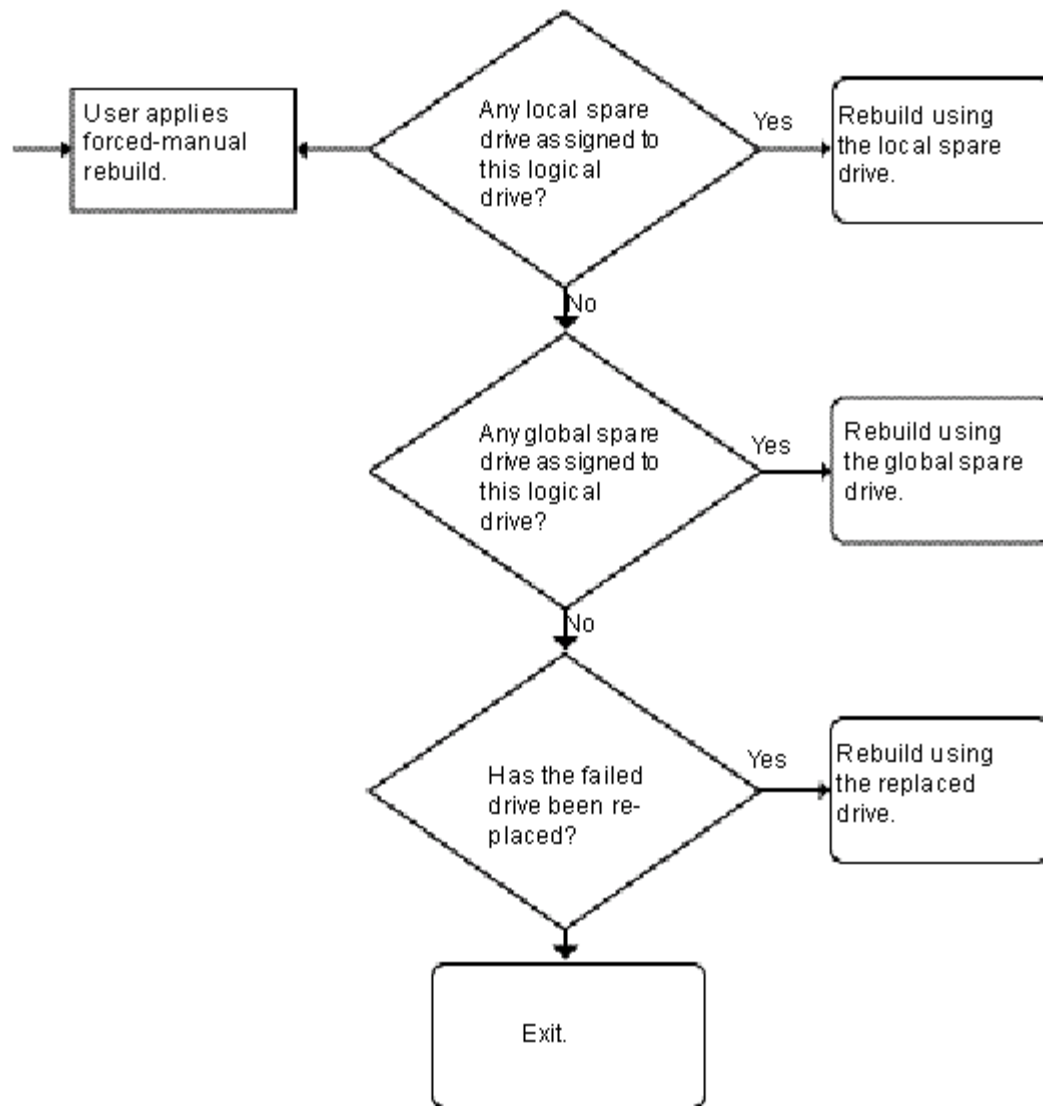 User applies
forced-manual
rebuild.
Any local spare
drive assigned to
this logical
drive?
Yes
Rebuild using
the local spare
drive.
No
Any global spare
drive assigned to
this logical
drive?
Yes
Rebuild using
the global spare
drive.
No
Has the failed
drive been re-
placed?
Yes
Rebuild using
the replaced
drive.
Exit.